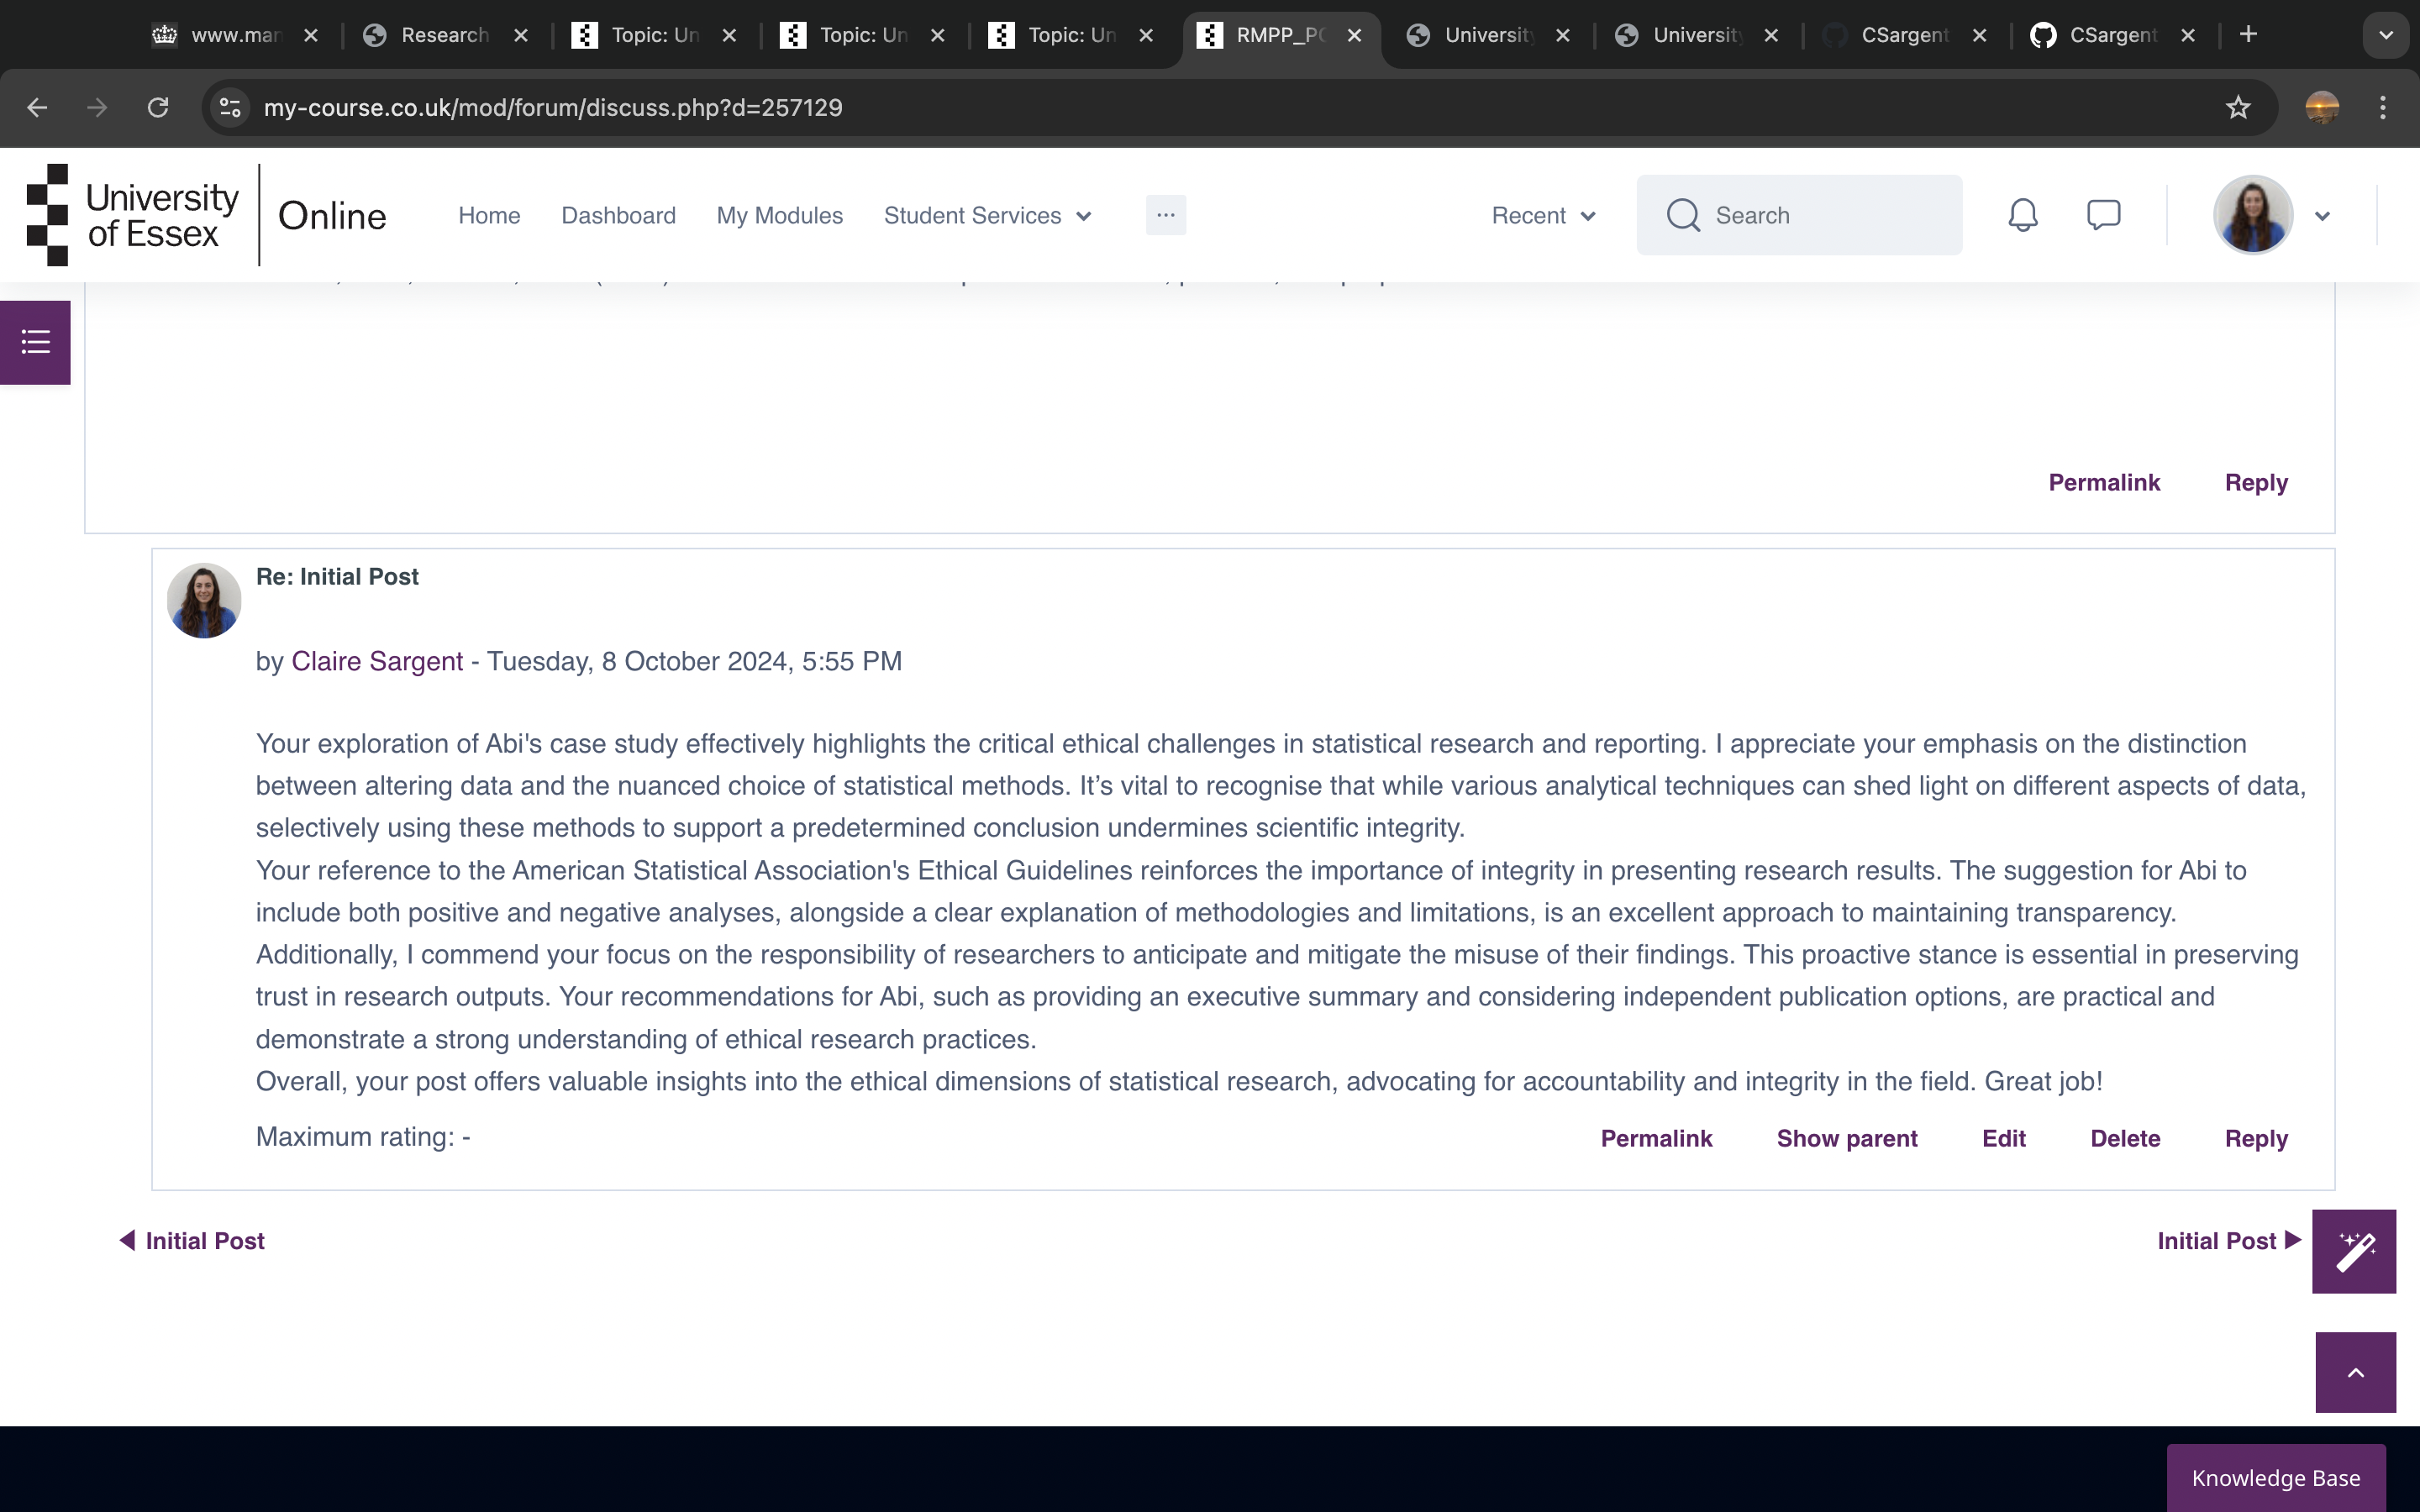 www.man
Research
Topic: Un
Topic: Un
Topic: Un
RMPP_PC
University
University
CSargent
CSargent
my-course.co.uk/mod/forum/discuss.php?d=257129
University of Essex
Online
Home
Dashboard
My Modules
Student Services
Recent
Search
Permalink
Reply
Re: Initial Post
by Claire Sargent - Tuesday, 8 October 2024, 5:55 PM
Your exploration of Abi's case study effectively highlights the critical ethical challenges in statistical research and reporting. I appreciate your emphasis on the distinction
between altering data and the nuanced choice of statistical methods. It’s vital to recognise that while various analytical techniques can shed light on different aspects of data,
selectively using these methods to support a predetermined conclusion undermines scientific integrity.
Your reference to the American Statistical Association's Ethical Guidelines reinforces the importance of integrity in presenting research results. The suggestion for Abi to
include both positive and negative analyses, alongside a clear explanation of methodologies and limitations, is an excellent approach to maintaining transparency.
Additionally, I commend your focus on the responsibility of researchers to anticipate and mitigate the misuse of their findings. This proactive stance is essential in preserving
trust in research outputs. Your recommendations for Abi, such as providing an executive summary and considering independent publication options, are practical and
demonstrate a strong understanding of ethical research practices.
Overall, your post offers valuable insights into the ethical dimensions of statistical research, advocating for accountability and integrity in the field. Great job!
Maximum rating: -
Permalink
Show parent
Edit
Delete
Reply
Initial Post
Initial Post
Knowledge Base